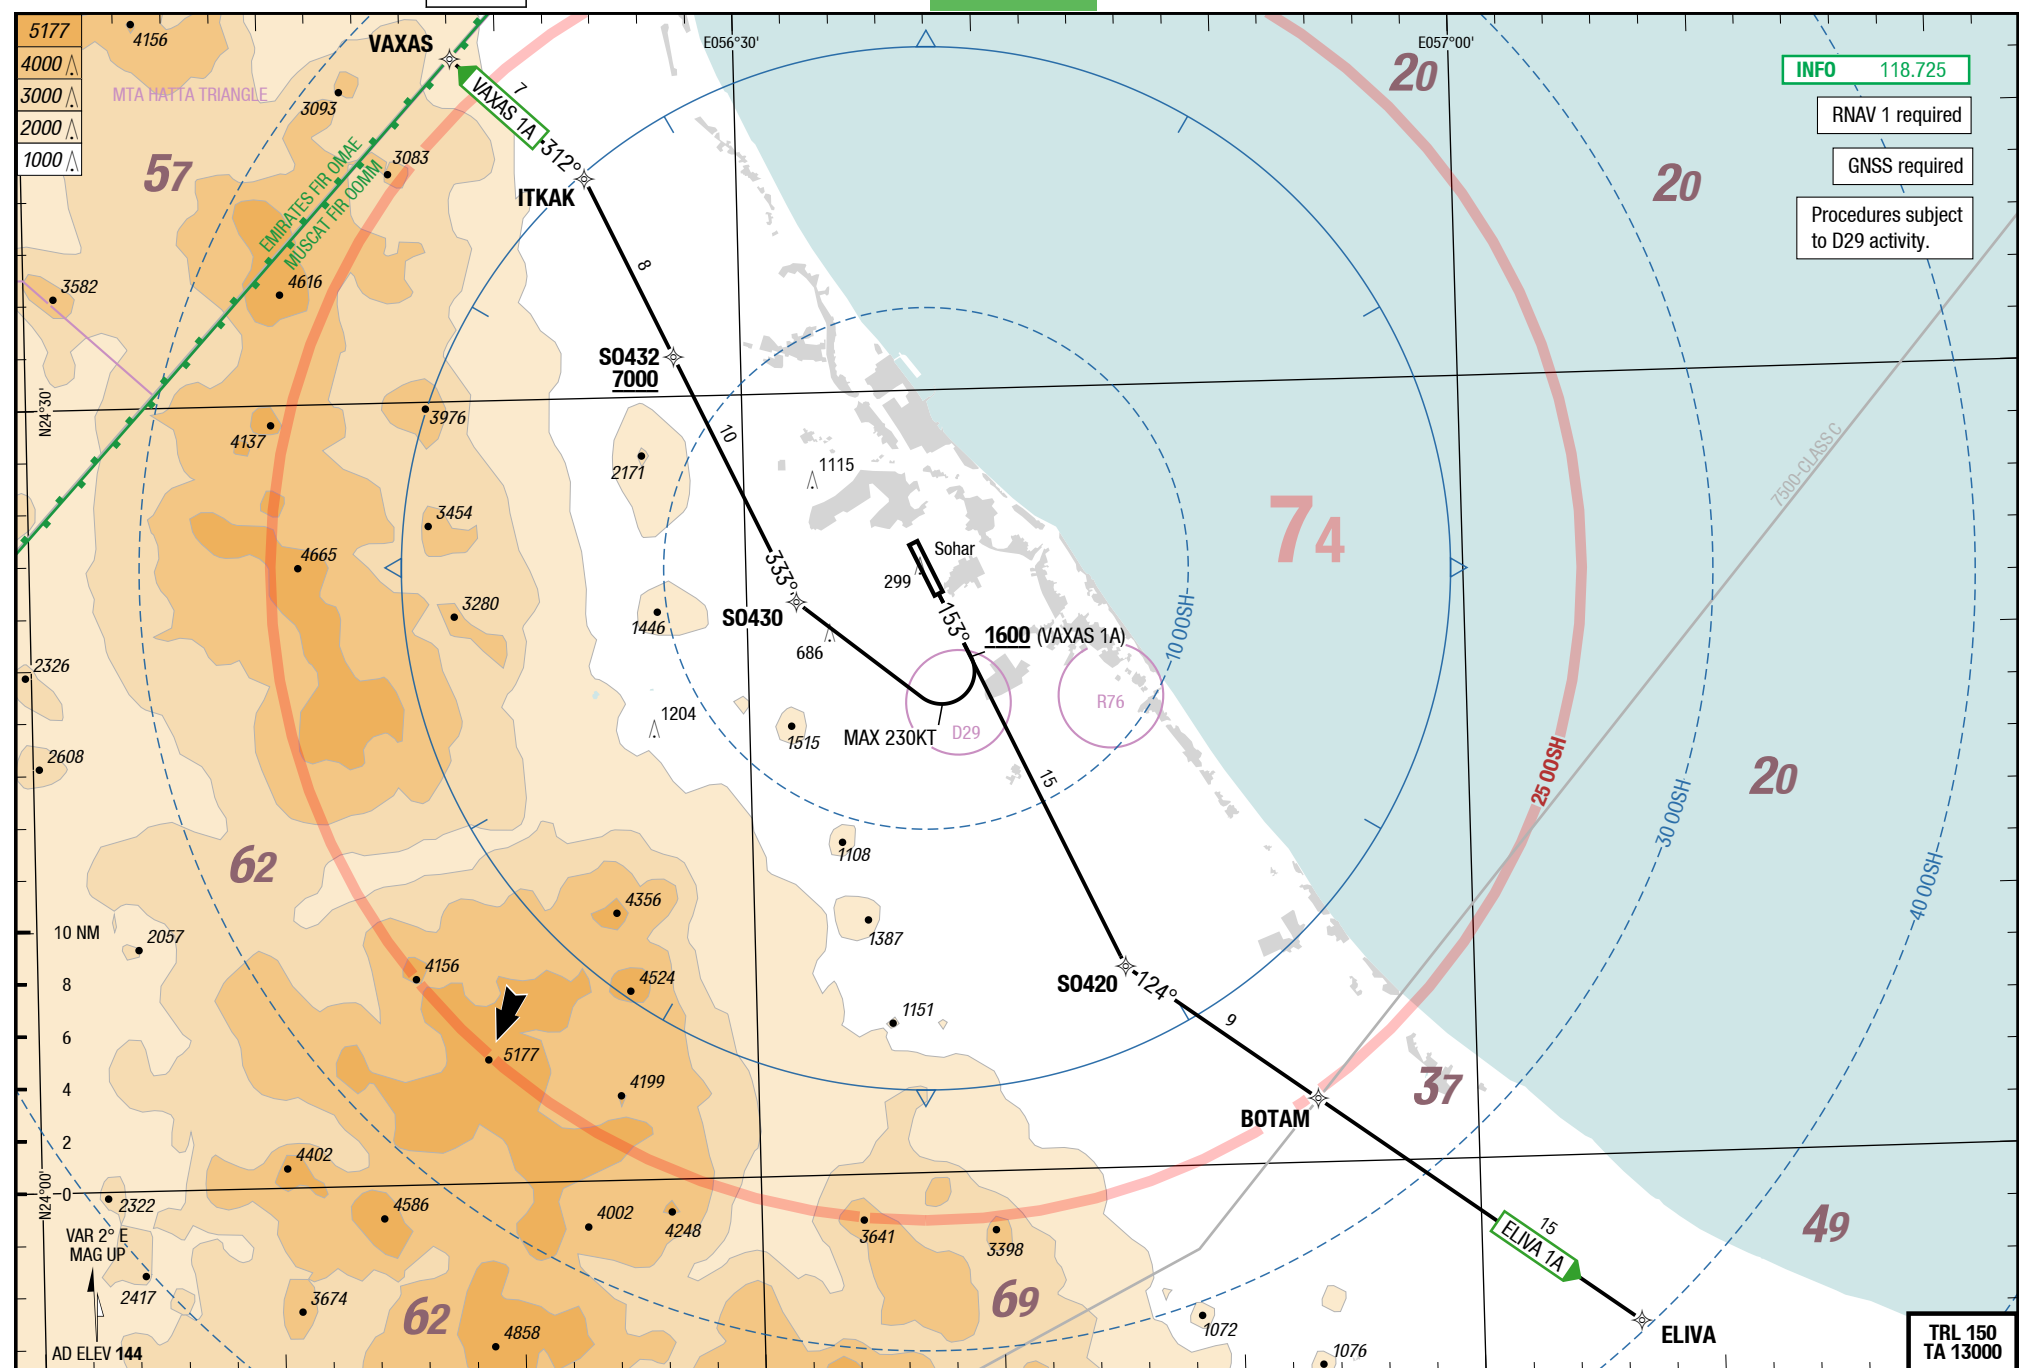 5177
4000
3000
2000
1000
4156
VAXAS
E056°30'
E057°00'
20
INFO 118.725
RNAV 1 required
GNSS required
Procedures subject
to D29 activity.
MTA HATTA TRIANGLE
3093
7
VAXAS 1A
312°
3083
57
EMIRATES FIR OMAE
MUSCAT FIR OOMM
ITKAK
20
3582
4616
8
SO432
7000
N24°30'
4137
3976
10
2171
1115
7500-CLASS C
3454
74
4665
333°
Sohar
299
3280
1446
SO430
686
153°
1600 (VAXAS 1A)
10 OOSH
2326
R76
1204
1515
MAX 230KT
D29
2608
15
25 OOSH
30 OOSH
20
62
1108
40 OOSH
4356
1387
10 NM
2057
4156
4524
SO420
124°
8
1151
9
6
5177
4
4199
37
BOTAM
2
4402
0
N24°00'
2322
4586
4002
4248
3641
3398
15
ELIVA 1A
49
VAR 2° E
MAG UP
2417
3674
62
69
4858
1072
ELIVA
1076
AD ELEV 144
TRL 150
TA 13000